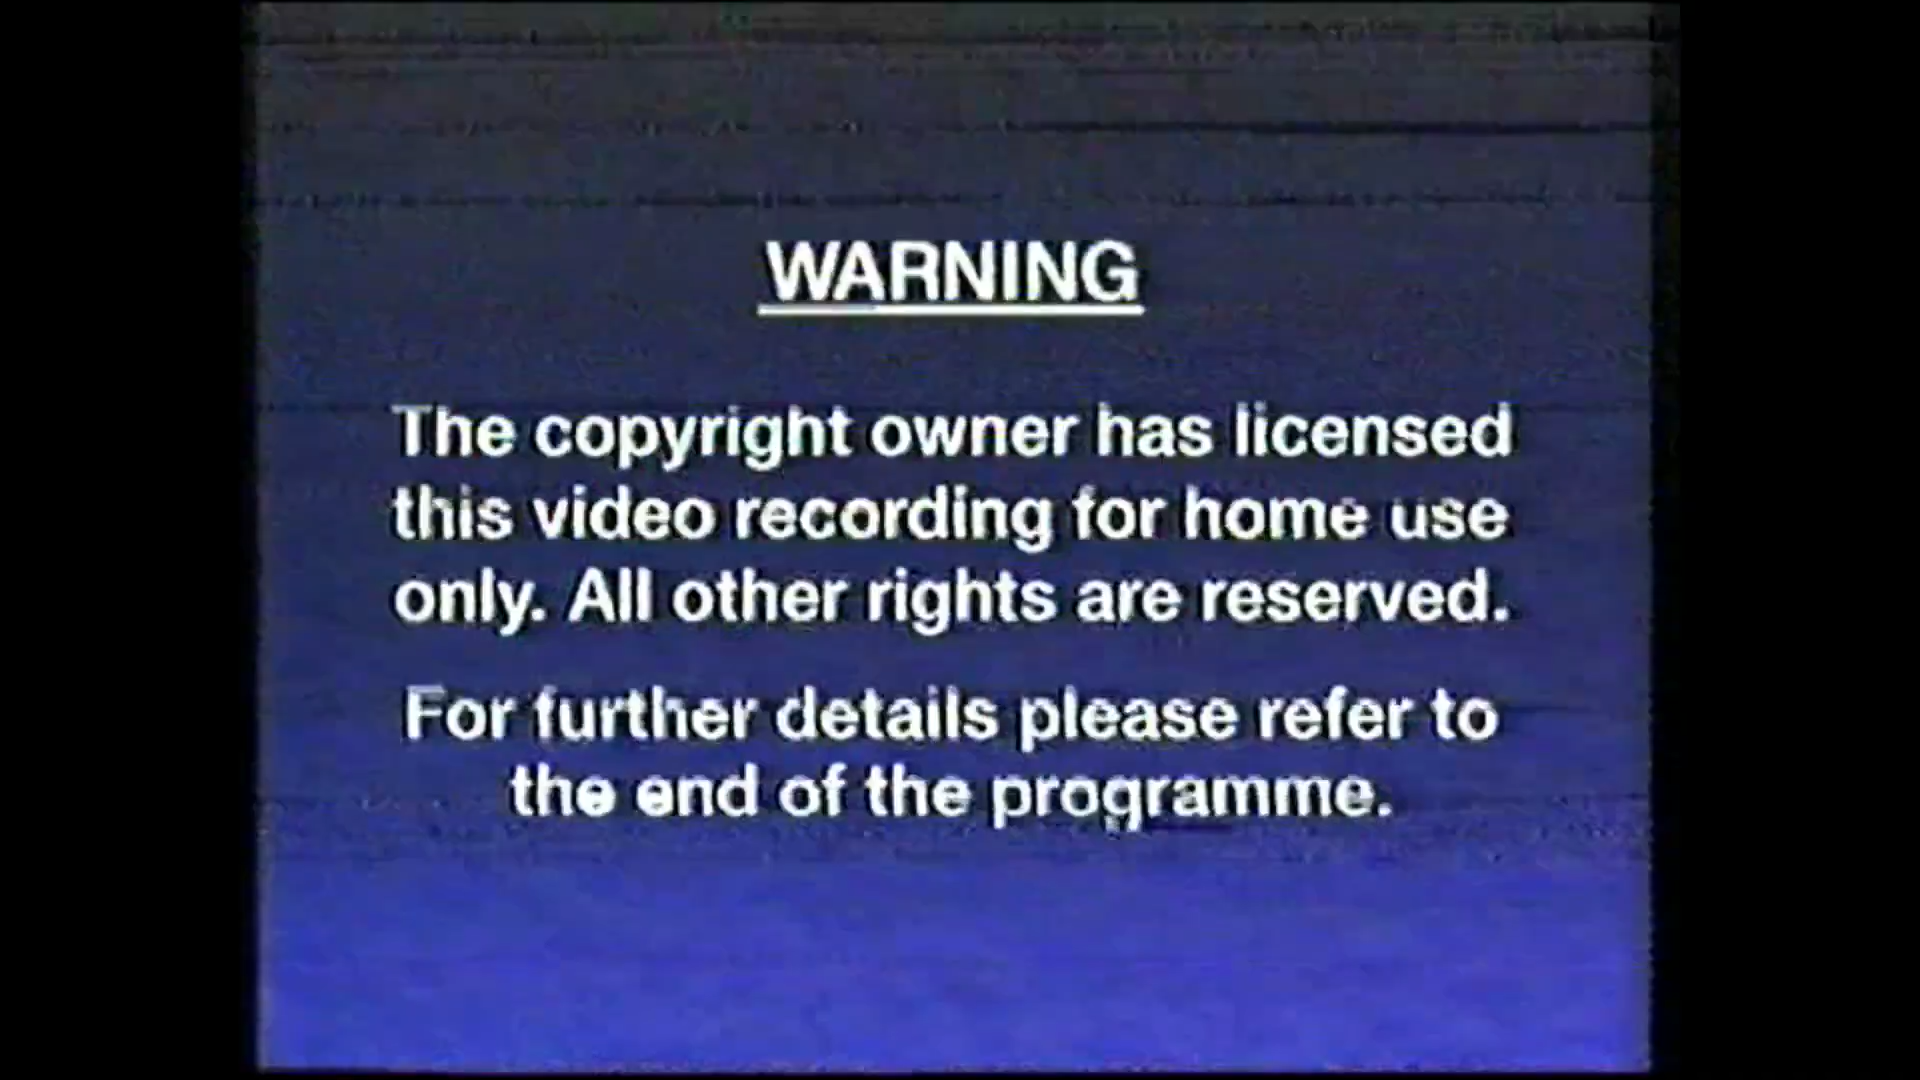 WARNING
The copyright owner has licensed
this video recording for home use
only. All other rights are reserved.
For further details please refer to
the end of the programme.